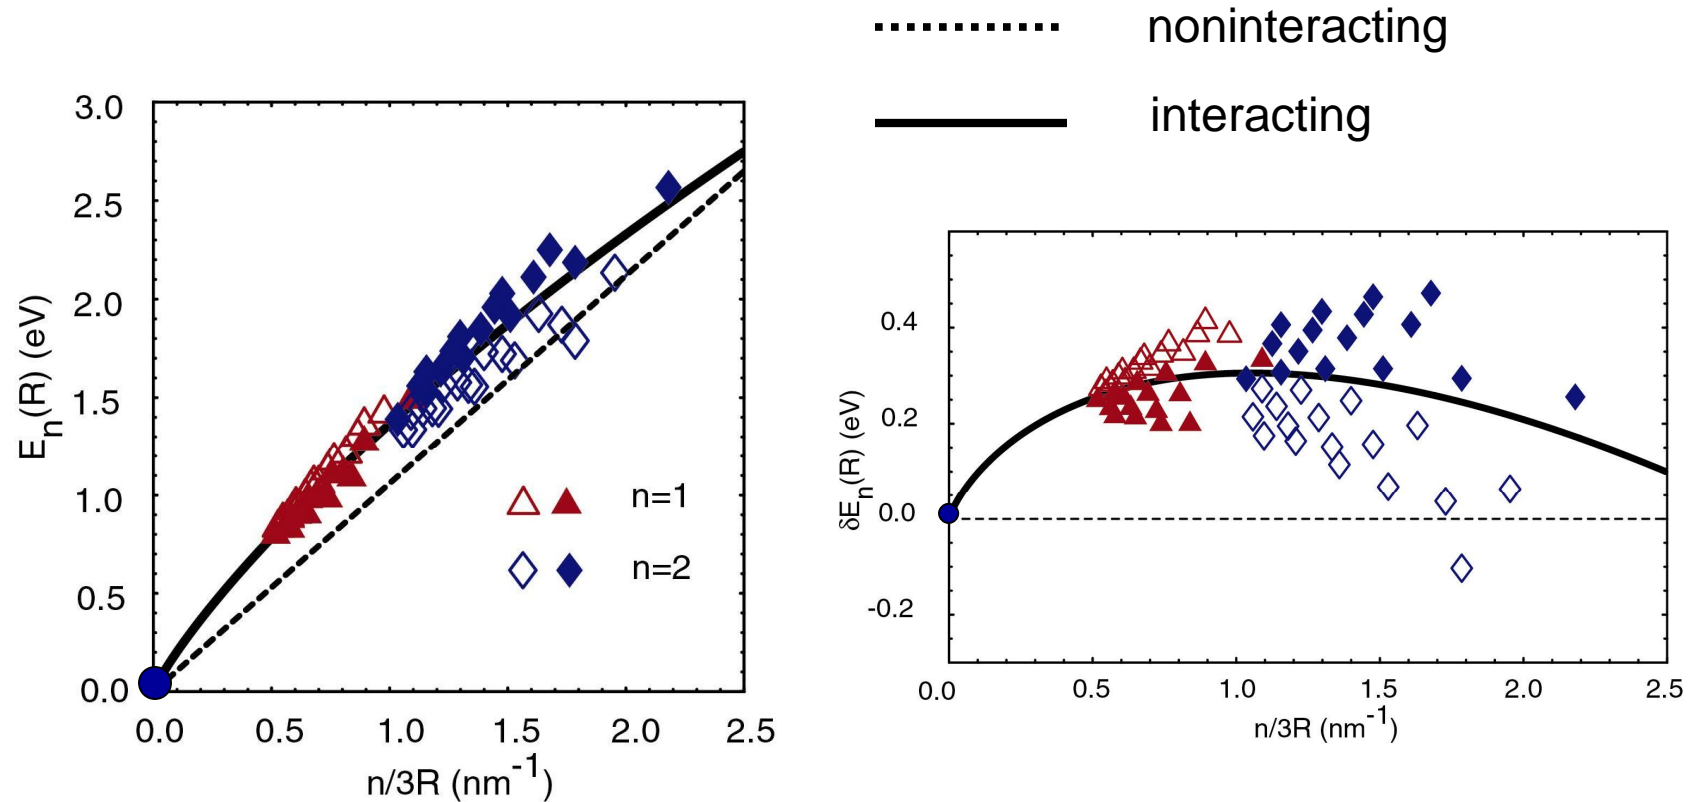 noninteracting
interacting
3.0
2.5
2.0
1.5
1.0
0.5
0.0
Eₙ(R) (eV)
n=1
n=2
0.0 0.5 1.0 1.5 2.0 2.5
n/3R (nm⁻¹)
0.4
0.2
0.0
-0.2
δEₙ(R) (eV)
0.0 0.5 1.0 1.5 2.0 2.5
n/3R (nm⁻¹)